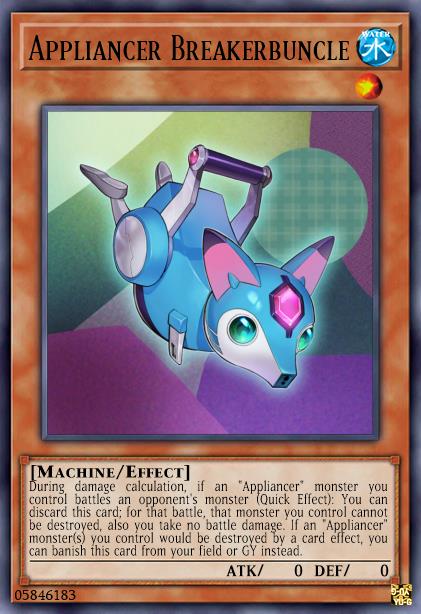 APPLIANCER BREAKERBUNCLE
WATER
水
[MACHINE/EFFECT]
During damage calculation, if an "Appliancer" monster you
control battles an opponent's monster (Quick Effect): You can
discard this card; for that battle, that monster you control cannot
be destroyed, also you take no battle damage. If an "Appliancer"
monster(s) you control would be destroyed by a card effect, you
can banish this card from your field or GY instead.
ATK/ 0 DEF/ 0
05846183